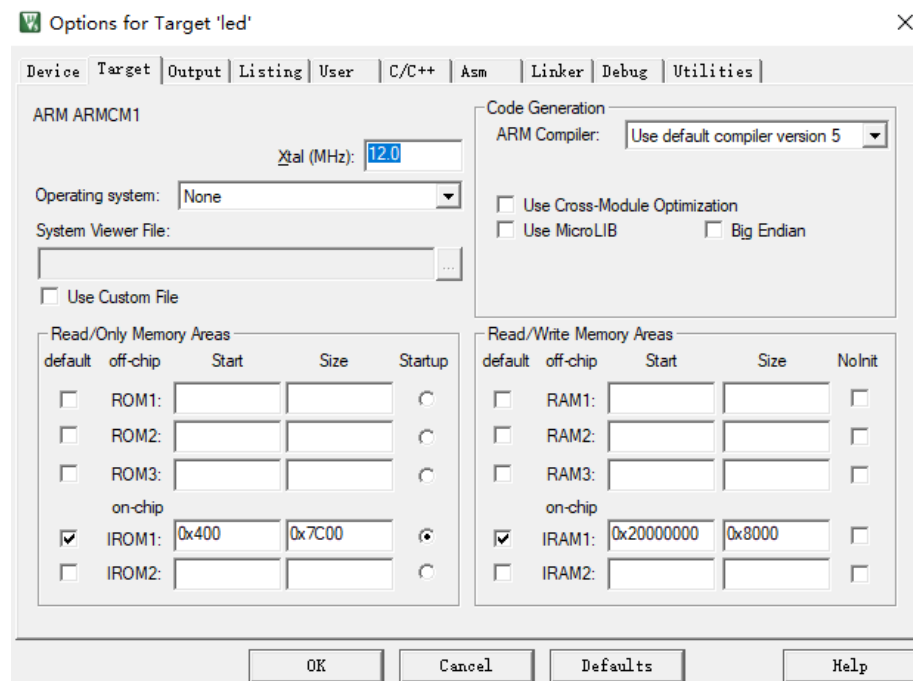 Options for Target 'led'
Device Target Output Listing User C/C++ Asm Linker Debug Utilities
ARM ARMCM1
Xtal (MHz): 12.0
Operating system: None
System Viewer File:
...
Use Custom File
Code Generation
ARM Compiler: Use default compiler version 5
Use Cross-Module Optimization
Use MicroLIB Big Endian
Read/Only Memory Areas
default off-chip Start Size Startup
ROM1:
ROM2:
ROM3:
on-chip
IROM1: 0x400 0x7C00
IROM2:
Read/Write Memory Areas
default off-chip Start Size NoInit
RAM1:
RAM2:
RAM3:
on-chip
IRAM1: 0x20000000 0x8000
IRAM2:
OK Cancel Defaults Help